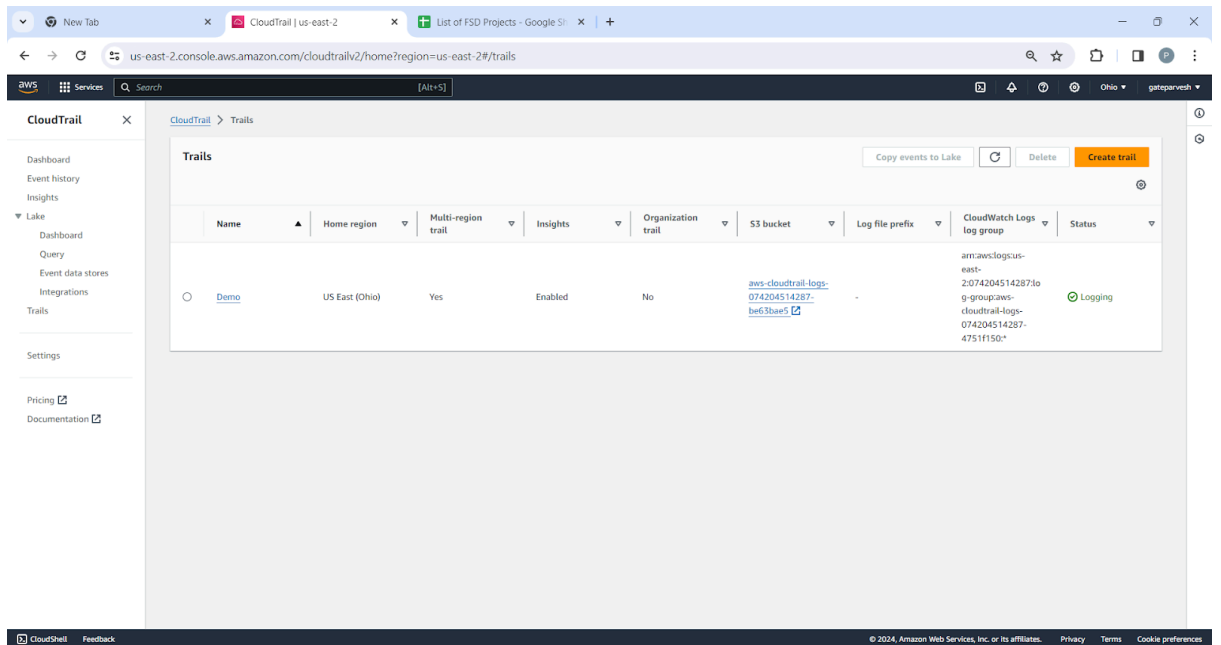 New Tab
CloudTrail | us-east-2
List of FSD Projects - Google Sh
us-east-2.console.aws.amazon.com/cloudtrailv2/home?region=us-east-2#/trails
P
aws
Services
Search
[Alt+S]
Ohio
gateparvesh
CloudTrail
CloudTrail > Trails
Dashboard
Event history
Insights
Lake
Dashboard
Query
Event data stores
Integrations
Trails
Settings
Pricing
Documentation
Trails
Copy events to Lake
Delete
Create trail
Name
Home region
Multi-region
trail
Insights
Organization
trail
S3 bucket
Log file prefix
CloudWatch Logs
log group
Status
Demo
US East (Ohio)
Yes
Enabled
No
aws-cloudtrail-logs-
074204514287-
be63bae5
-
arn:aws:logs:us-
east-
2:074204514287:lo
g-group:aws-
cloudtrail-logs-
074204514287-
4751f150:*
Logging
CloudShell
Feedback
© 2024, Amazon Web Services, Inc. or its affiliates.
Privacy
Terms
Cookie preferences